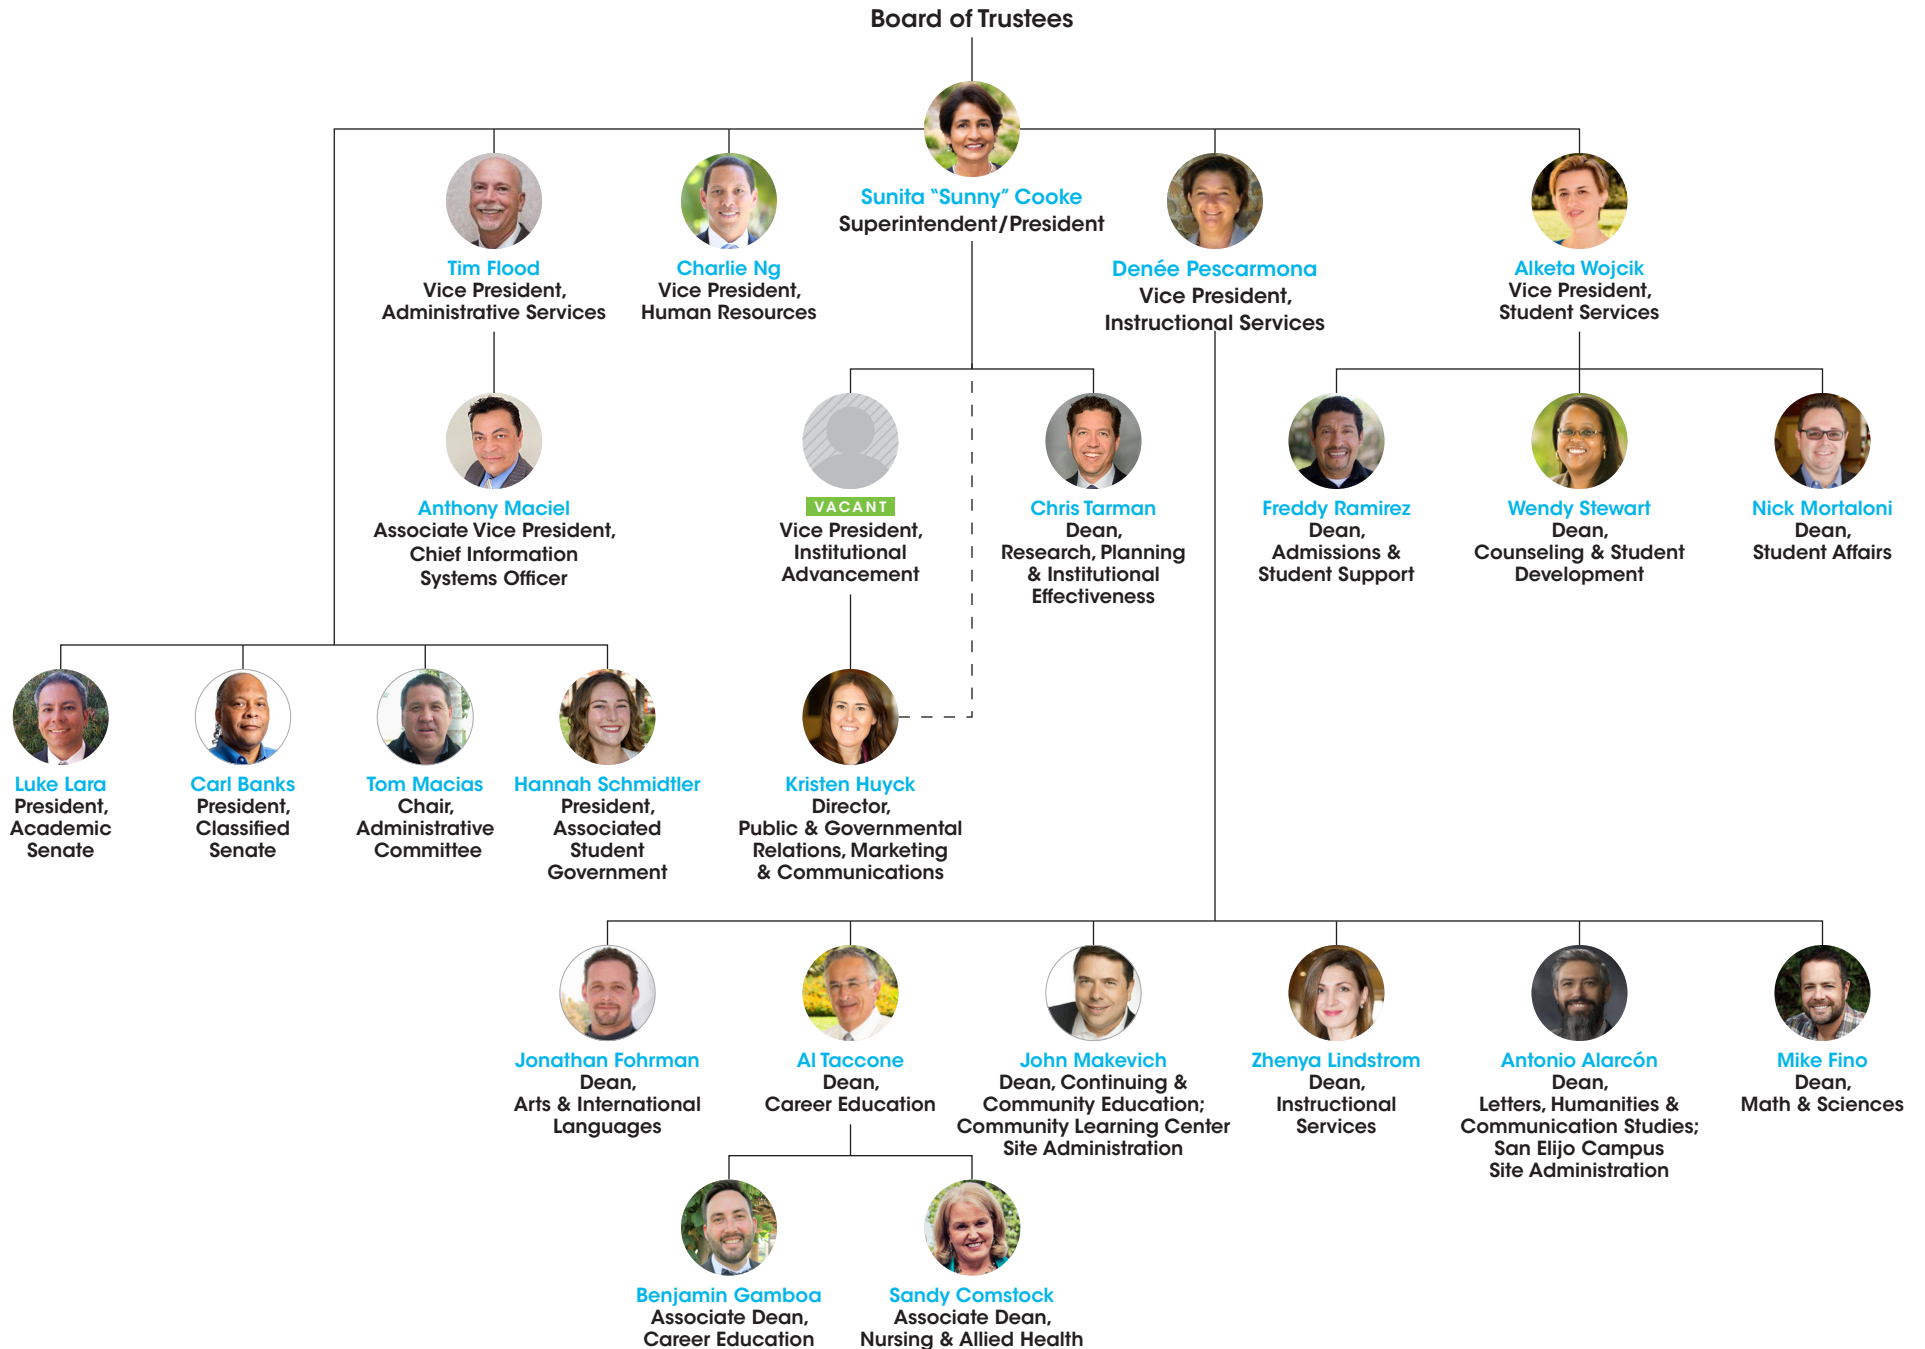 Board of Trustees
Sunita “Sunny” Cooke
Superintendent/President
Tim Flood
Vice President,
Administrative Services
Charlie Ng
Vice President,
Human Resources
Denée Pescarmona
Vice President,
Instructional Services
Alketa Wojcik
Vice President,
Student Services
Anthony Maciel
Associate Vice President,
Chief Information
Systems Officer
VACANT
Vice President,
Institutional
Advancement
Chris Tarman
Dean,
Research, Planning
& Institutional
Effectiveness
Freddy Ramirez
Dean,
Admissions &
Student Support
Wendy Stewart
Dean,
Counseling & Student
Development
Nick Mortaloni
Dean,
Student Affairs
Luke Lara
President,
Academic
Senate
Carl Banks
President,
Classified
Senate
Tom Macias
Chair,
Administrative
Committee
Hannah Schmidtler
President,
Associated
Student
Government
Kristen Huyck
Director,
Public & Governmental
Relations, Marketing
& Communications
Jonathan Fohrman
Dean,
Arts & International
Languages
Al Taccone
Dean,
Career Education
John Makevich
Dean, Continuing &
Community Education;
Community Learning Center
Site Administration
Zhenya Lindstrom
Dean,
Instructional
Services
Antonio Alarcón
Dean,
Letters, Humanities &
Communication Studies;
San Elijo Campus
Site Administration
Mike Fino
Dean,
Math & Sciences
Benjamin Gamboa
Associate Dean,
Career Education
Sandy Comstock
Associate Dean,
Nursing & Allied Health